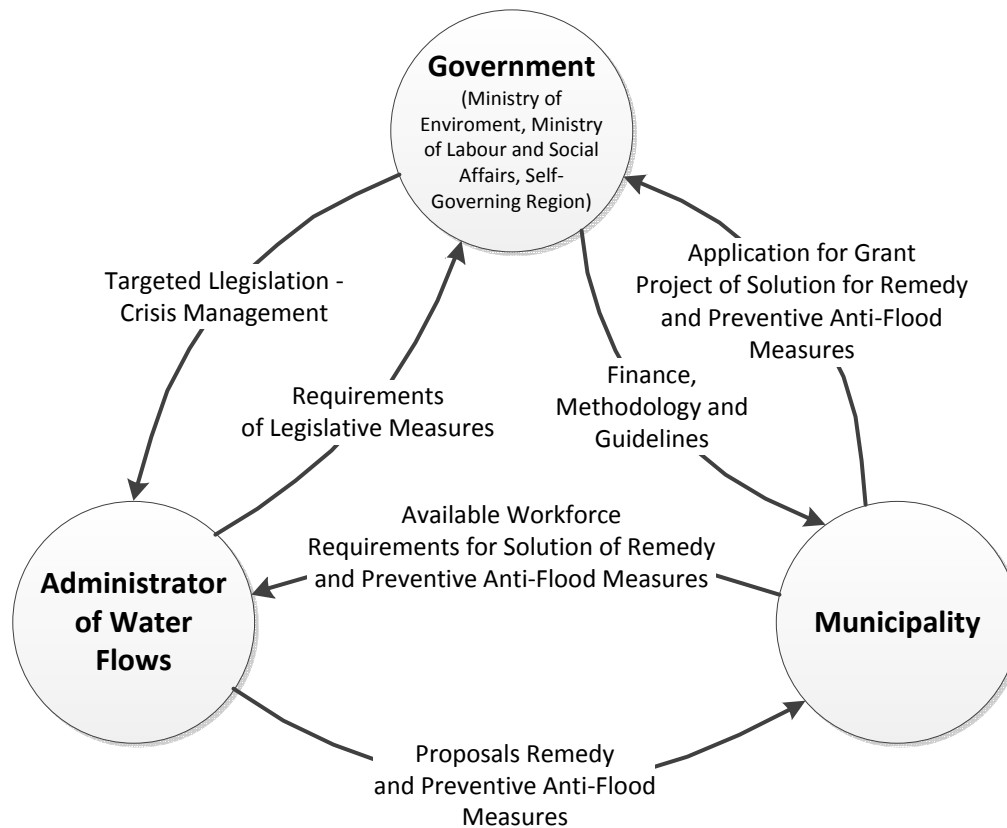 Government
(Ministry of
Enviroment, Ministry
of Labour and Social
Affairs, Self-
Governing Region)
Targeted Llegislation -
Crisis Management
Requirements
of Legislative Measures
Application for Grant
Project of Solution for Remedy
and Preventive Anti-Flood
Measures
Finance,
Methodology and
Guidelines
Available Workforce
Requirements for Solution of Remedy
and Preventive Anti-Flood Measures
Administrator
of Water
Flows
Municipality
Proposals Remedy
and Preventive Anti-Flood
Measures